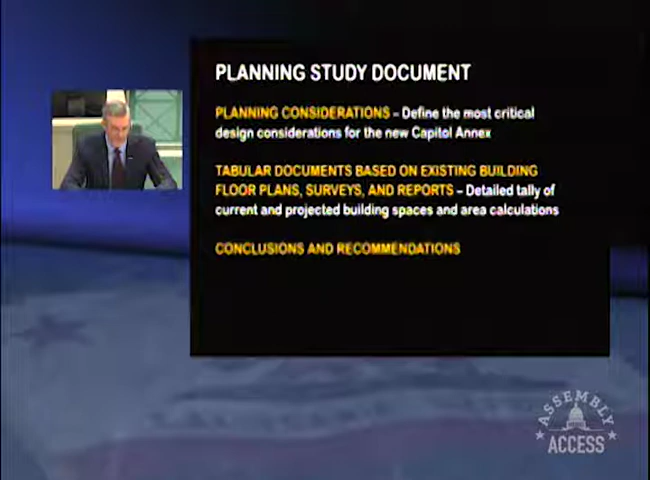 PLANNING STUDY DOCUMENT
PLANNING CONSIDERATIONS – Define the most critical
design considerations for the new Capitol Annex
TABULAR DOCUMENTS BASED ON EXISTING BUILDING
FLOOR PLANS, SURVEYS, AND REPORTS – Detailed tally of
current and projected building spaces and area calculations
CONCLUSIONS AND RECOMMENDATIONS
ASSEMBLY
ACCESS